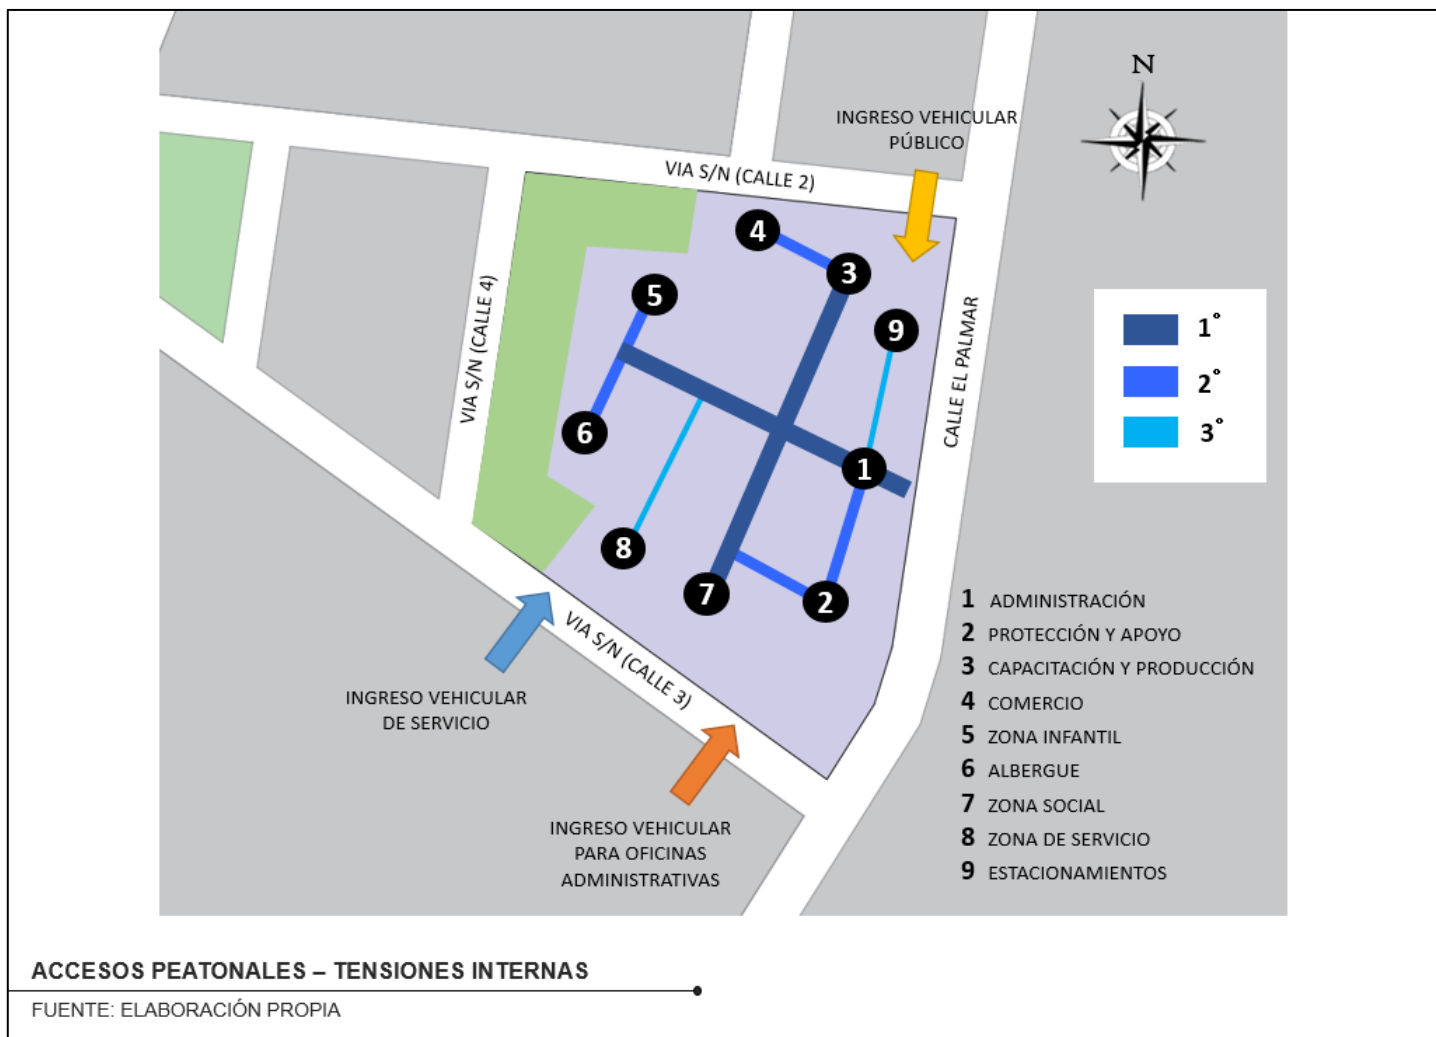 N
INGRESO VEHICULAR
PÚBLICO
VIA S/N (CALLE 2)
4
3
5
9
VIA S/N (CALLE 4)
CALLE EL PALMAR
1°
2°
3°
6
1
8
7
2
VIA S/N (CALLE 3)
INGRESO VEHICULAR
DE SERVICIO
INGRESO VEHICULAR
PARA OFICINAS
ADMINISTRATIVAS
1 ADMINISTRACIÓN
2 PROTECCIÓN Y APOYO
3 CAPACITACIÓN Y PRODUCCIÓN
4 COMERCIO
5 ZONA INFANTIL
6 ALBERGUE
7 ZONA SOCIAL
8 ZONA DE SERVICIO
9 ESTACIONAMIENTOS
ACCESOS PEATONALES – TENSIONES INTERNAS
FUENTE: ELABORACIÓN PROPIA